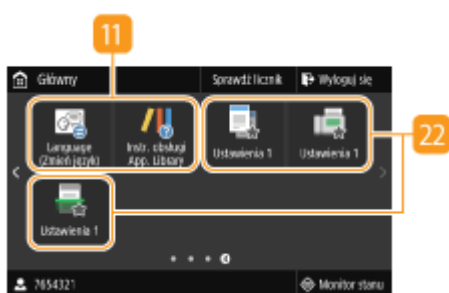 11
Główny
Sprawdź licznik
Wyloguj się
Language
(Zmień język)
Instr. obsługi
App. Library
Ustawienia 1
Ustawienia 1
22
Ustawienia 1
7654321
Monitor stanu